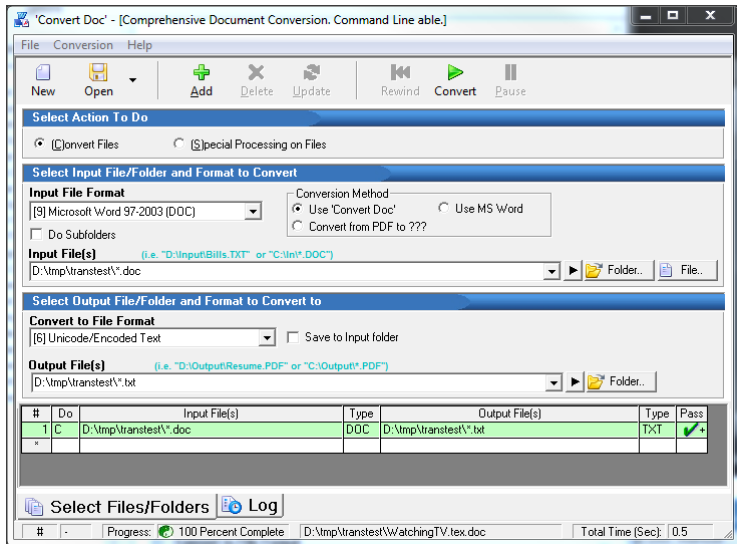 'Convert Doc' - [Comprehensive Document Conversion. Command Line able.]
File Conversion Help
New Open Add Delete Update Rewind Convert Pause
Select Action To Do
(C)onvert Files (S)pecial Processing on Files
Select Input File/Folder and Format to Convert
Input File Format
Conversion Method
[9] Microsoft Word 97-2003 (DOC) Use 'Convert Doc' Use MS Word
Do Subfolders Convert from PDF to ???
Input File(s) (i.e. "D:\Input\Bills.TXT" or "C:\In\*.DOC")
D:\tmp\transtest\*.doc Folder.. File..
Select Output File/Folder and Format to Convert to
Convert to File Format
[6] Unicode/Encoded Text Save to Input folder
Output File(s) (i.e. "D:\Output\Resume.PDF" or "C:\Output\*.PDF")
D:\tmp\transtest\*.txt Folder..
# Do Input File(s) Type Output File(s) Type Pass
1 C D:\tmp\transtest\*.doc DOC D:\tmp\transtest\*.txt TXT +
*
Select Files/Folders Log
# - Progress: 100 Percent Complete D:\tmp\transtest\WatchingTV.tex.doc Total Time (Sec): 0.5